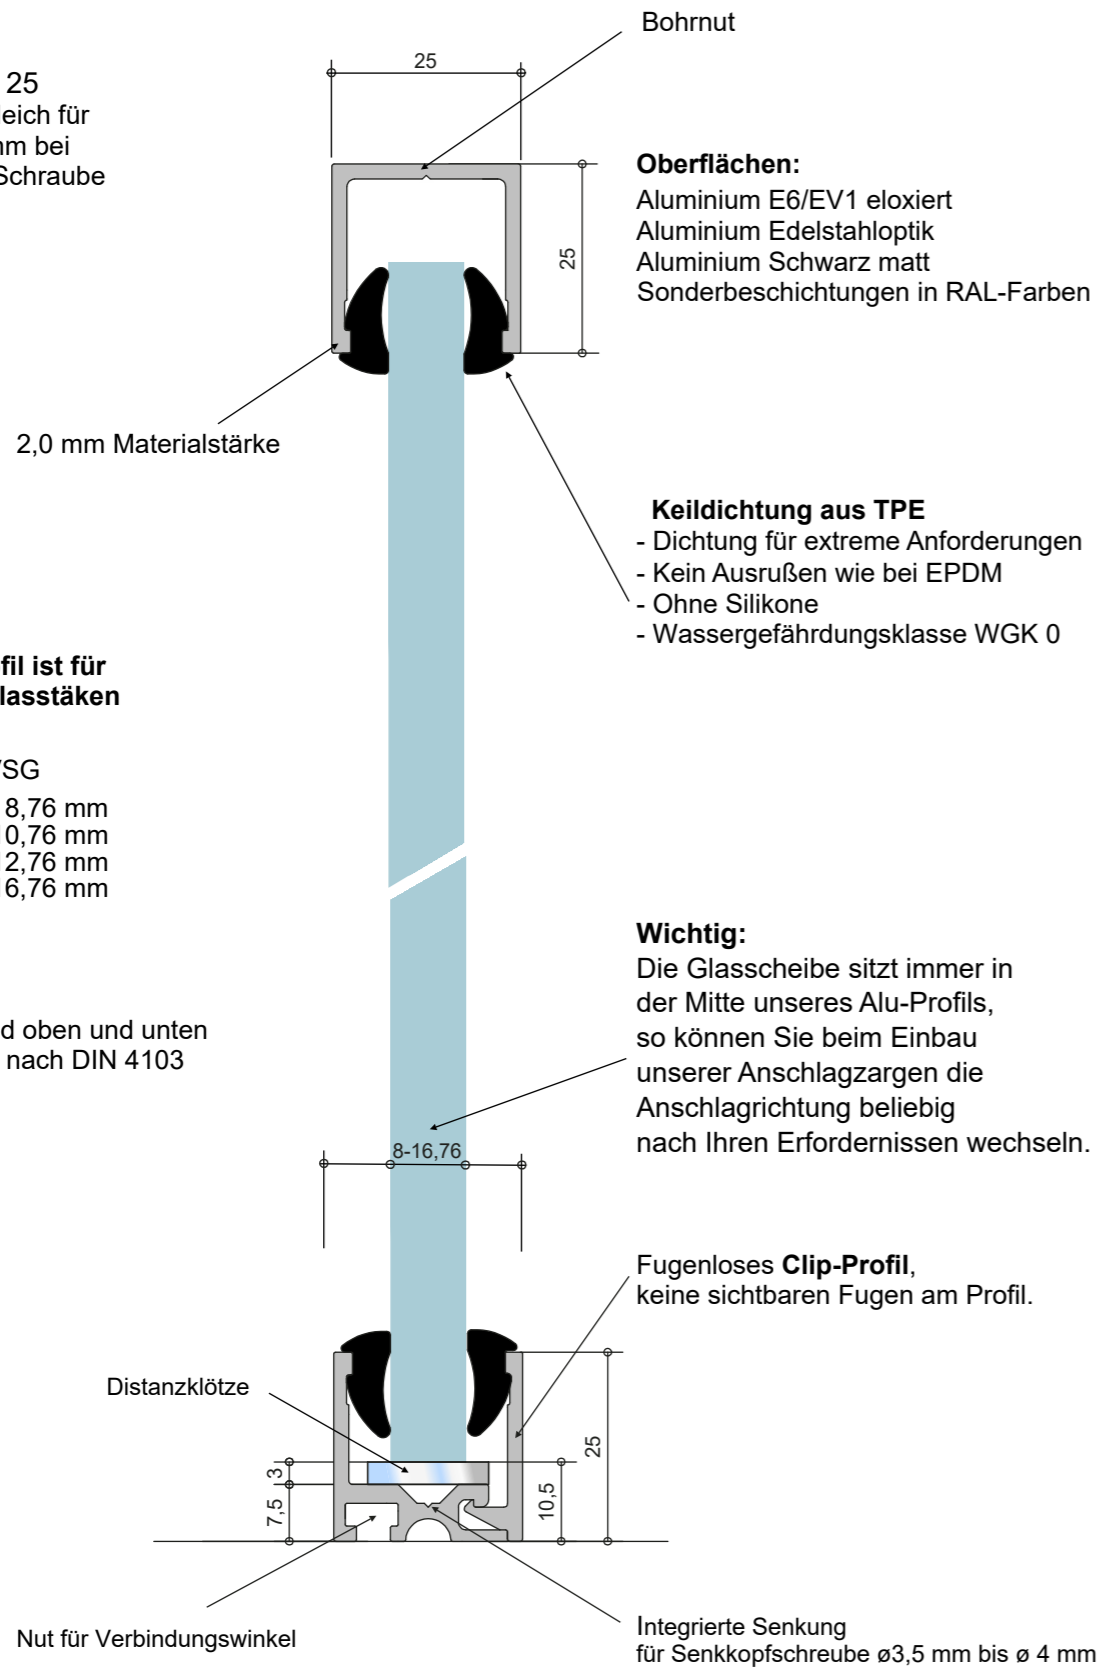 Bohrnut
25
25
leich für
nm bei
Schraube
Oberflächen:
Aluminium E6/EV1 eloxiert
Aluminium Edelstahloptik
Aluminium Schwarz matt
Sonderbeschichtungen in RAL-Farben
25
2,0 mm Materialstärke
Keildichtung aus TPE
- Dichtung für extreme Anforderungen
- Kein Ausrußen wie bei EPDM
- Ohne Silikone
- Wassergefährdungsklasse WGK 0
fil ist für
lasstäken
/SG
8,76 mm
0,76 mm
2,76 mm
6,76 mm
Wichtig:
Die Glasscheibe sitzt immer in
der Mitte unseres Alu-Profils,
so können Sie beim Einbau
unserer Anschlagzargen die
Anschlagrichtung beliebig
nach Ihren Erfordernissen wechseln.
d oben und unten
nach DIN 4103
8-16,76
Fugenloses Clip-Profil,
keine sichtbaren Fugen am Profil.
Distanzklötze
3
7,5
10,5
25
Nut für Verbindungswinkel
Integrierte Senkung
für Senkkopfschreube ø3,5 mm bis ø 4 mm